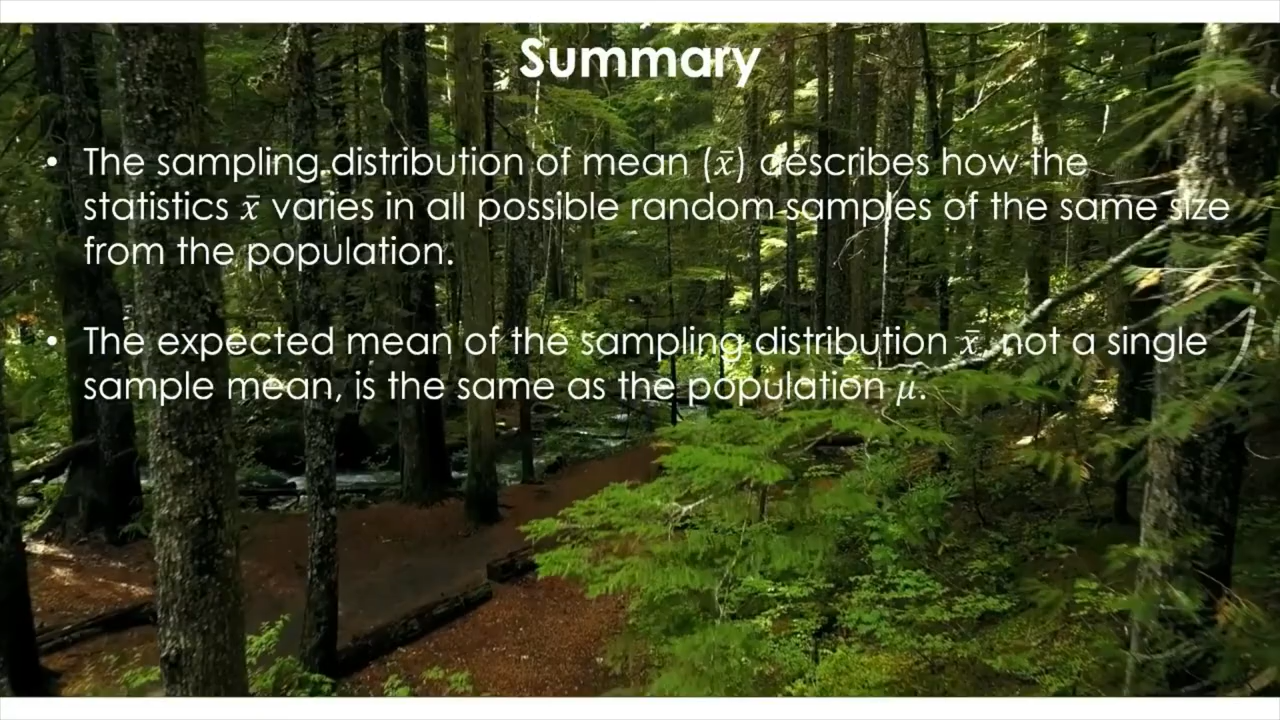 Summary
• The sampling distribution of mean (x̄) describes how the
statistics x̄ varies in all possible random samples of the same size
from the population.
• The expected mean of the sampling distribution x̄, not a single
sample mean, is the same as the population μ.